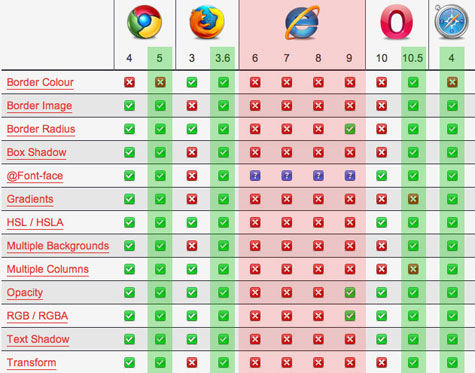 4 5 3 3.6 6 7 8 9 10 10.5 4
Border Colour
Border Image
Border Radius
Box Shadow
@Font-face ? ? ? ?
Gradients
HSL / HSLA
Multiple Backgrounds
Multiple Columns
Opacity
RGB / RGBA
Text Shadow
Transform